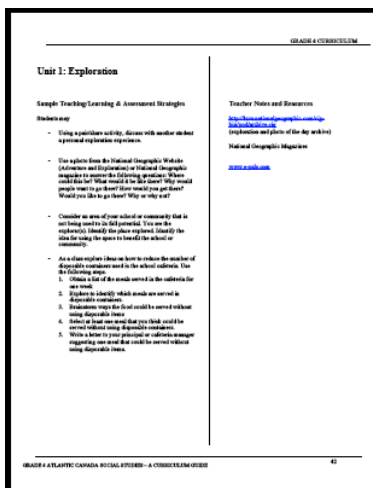 GRADE 4 CURRICULUM
Unit 1: Exploration
Sample Teaching/Learning & Assessment Strategies
Students may
- Using a pair/share activity, discuss with another student
a personal exploration experience.
- Use a photo from the National Geographic Website
(Adventure and Exploration) or National Geographic
magazine to answer the following questions: Where
could this be? What would it be like there? Why would
people want to go there? How would you get there?
Would you like to go there? Why or why not?
- Consider an area of your school or community that is
not being used to its full potential. You are the
explorer(s). Identify the place explored. Identify the
idea for using the space to benefit the school or
community.
- As a class explore ideas on how to reduce the number of
disposable containers used in the school cafeteria. Use
the following steps.
1. Obtain a list of the meals served in the cafeteria for
one week
2. Explore to identify which meals are served in
disposable containers.
3. Brainstorm ways the food could be served without
using disposable items
4. Select at least one meal that you think could be
served without using disposable containers.
5. Write a letter to your principal or cafeteria manager
suggesting one meal that could be served without
using disposable items.
Teacher Notes and Resources
(exploration and photo of the day archive)
National Geographic Magazines
GRADE 4 ATLANTIC CANADA SOCIAL STUDIES – A CURRICULUM GUIDE
42